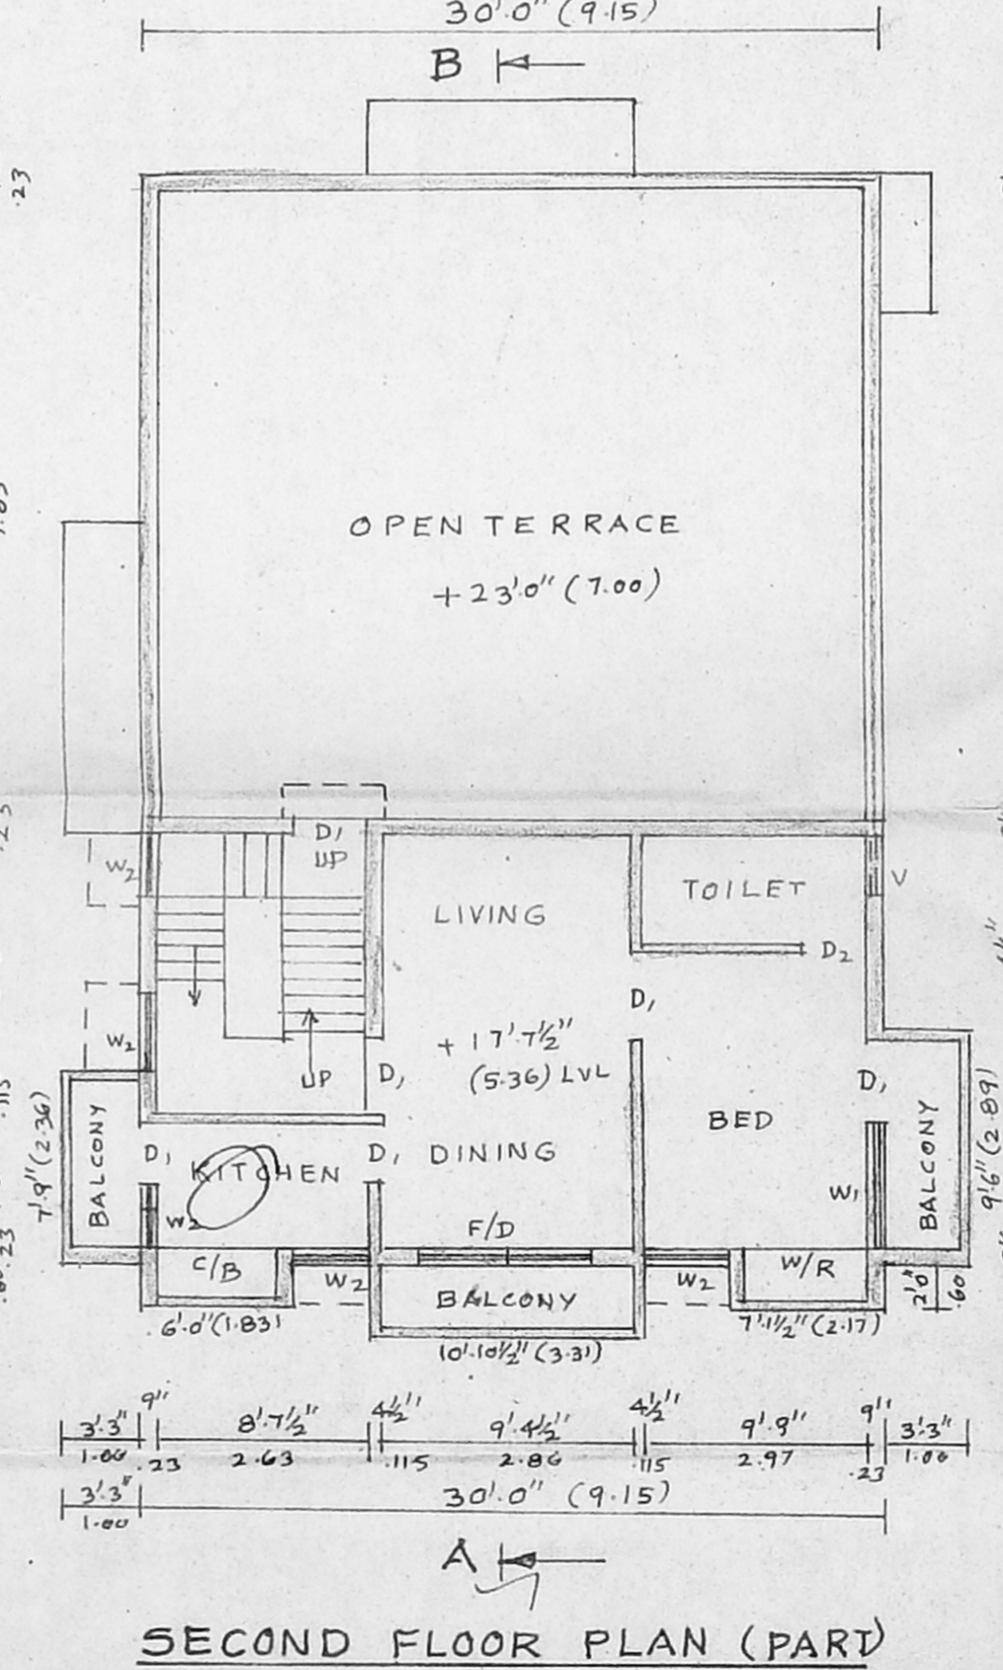 30'.0" (9.15)
B
.23
OPEN TERRACE
+23'.0" (7.00)
D1
UP
W2
V
LIVING
TOILET
D2
D1
W2
+17'.7½"
(5.36) LVL
UP
D1
D1
.115
7'.9" (2.36)
BALCONY
D1
KITCHEN
D1
DINING
BED
W1
BALCONY
9'.6" (2.89)
W2
F/D
.23
C/B
W2
BALCONY
W2
W/R
2'.0"
.60
6'.0" (1.83)
10'.10½" (3.31)
7'.1½" (2.17)
3'.3" 9" 8'.7½" 4½" 9'.4½" 4½" 9'.9" 9" 3'.3"
1.00 .23 2.63 .115 2.86 .115 2.97 .23 1.00
3'.3" 30'.0" (9.15)
1.00
A
SECOND FLOOR PLAN (PART)